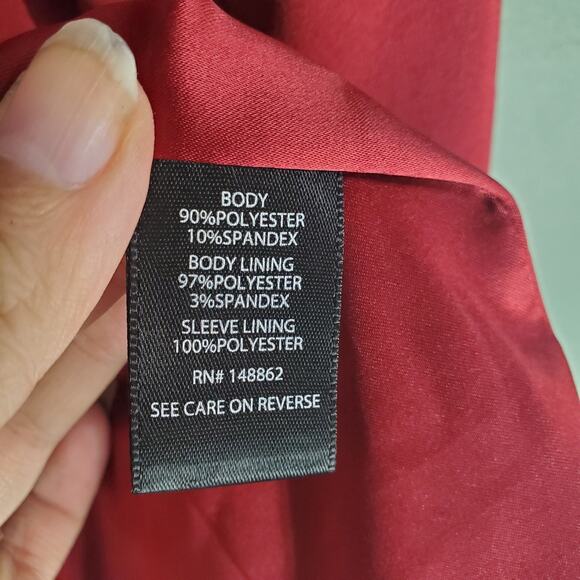 BODY
90%POLYESTER
10%SPANDEX
BODY LINING
97%POLYESTER
3%SPANDEX
SLEEVE LINING
100%POLYESTER
RN# 148862
SEE CARE ON REVERSE